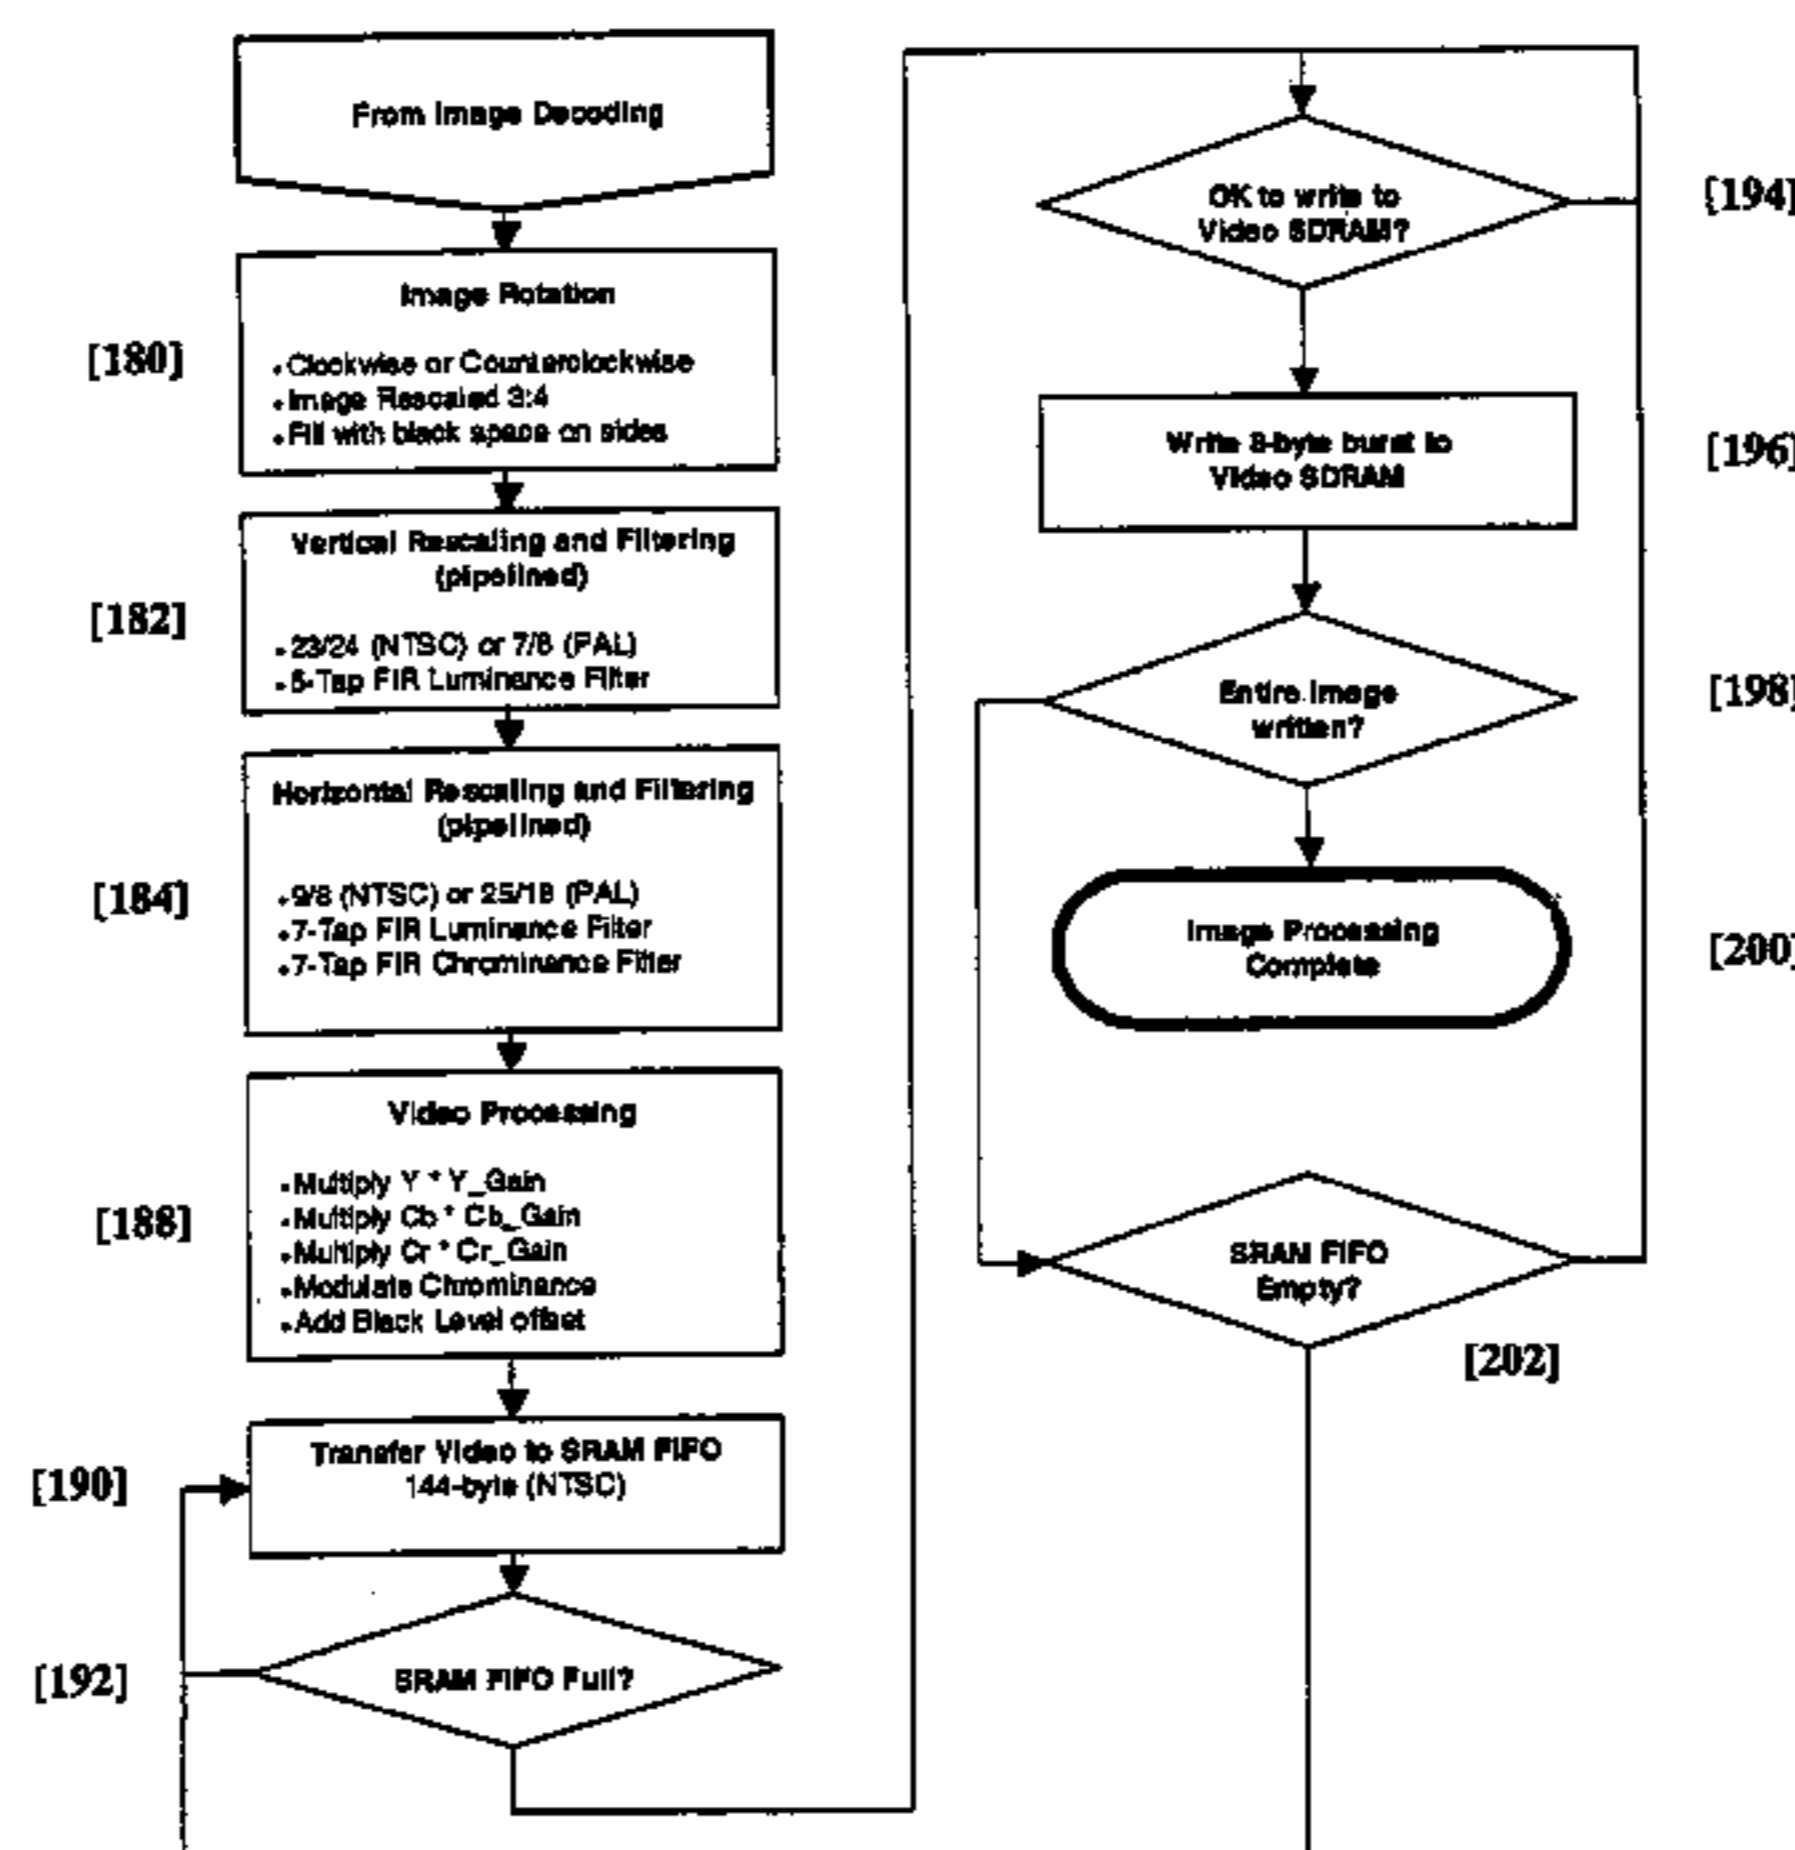 From Image Decoding
[180]
Image Rotation
•Clockwise or Counterclockwise
•Image Rescaled 3:4
•Fill with black space on sides
[182]
Vertical Rescaling and Filtering
(pipelined)
•23/24 (NTSC) or 7/8 (PAL)
•5-Tap FIR Luminance Filter
[184]
Horizontal Rescaling and Filtering
(pipelined)
•9/8 (NTSC) or 25/18 (PAL)
•7-Tap FIR Luminance Filter
•7-Tap FIR Chrominance Filter
[188]
Video Processing
•Multiply Y * Y_Gain
•Multiply Cb * Cb_Gain
•Multiply Cr * Cr_Gain
•Modulate Chrominance
•Add Black Level offset
[190]
Transfer Video to SRAM FIFO
144-byte (NTSC)
[192]
SRAM FIFO Full?
OK to write to
Video SDRAM?
[194]
Write 8-byte burst to
Video SDRAM
[196]
Entire image
written?
[198]
Image Processing
Complete
[200]
SRAM FIFO
Empty?
[202]